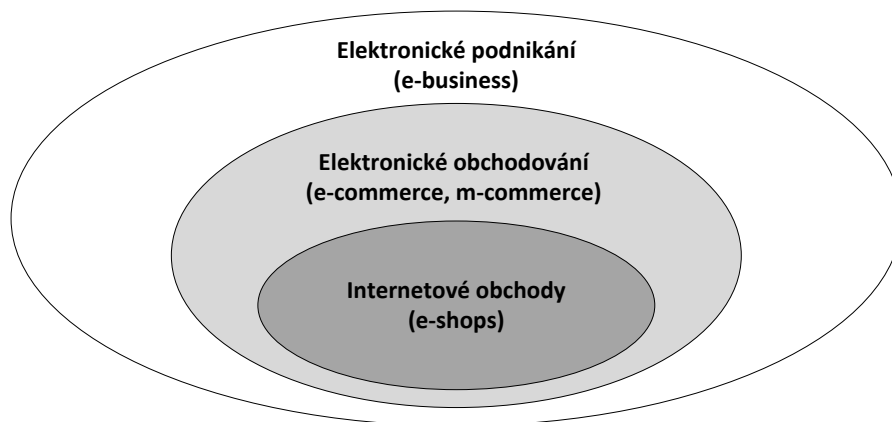 Elektronické podnikání
(e-business)
Elektronické obchodování
(e-commerce, m-commerce)
Internetové obchody
(e-shops)